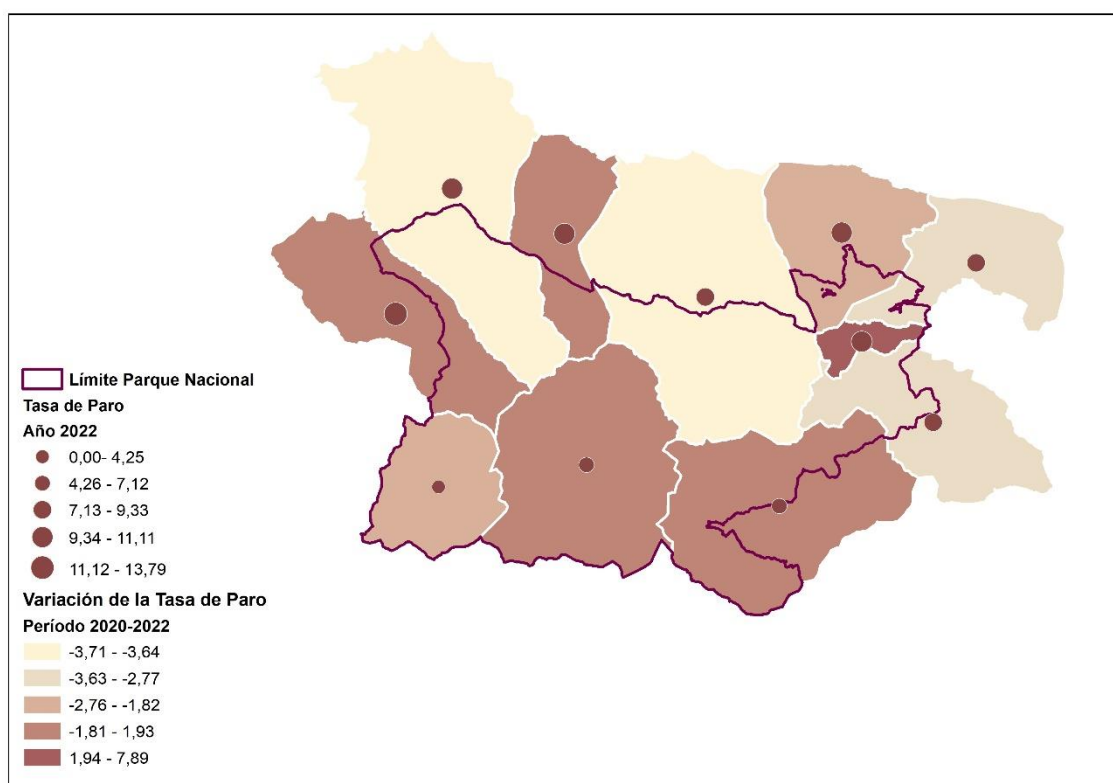 Límite Parque Nacional
Tasa de Paro
Año 2022
0,00- 4,25
4,26 - 7,12
7,13 - 9,33
9,34 - 11,11
11,12 - 13,79
Variación de la Tasa de Paro
Período 2020-2022
-3,71 - -3,64
-3,63 - -2,77
-2,76 - -1,82
-1,81 - 1,93
1,94 - 7,89